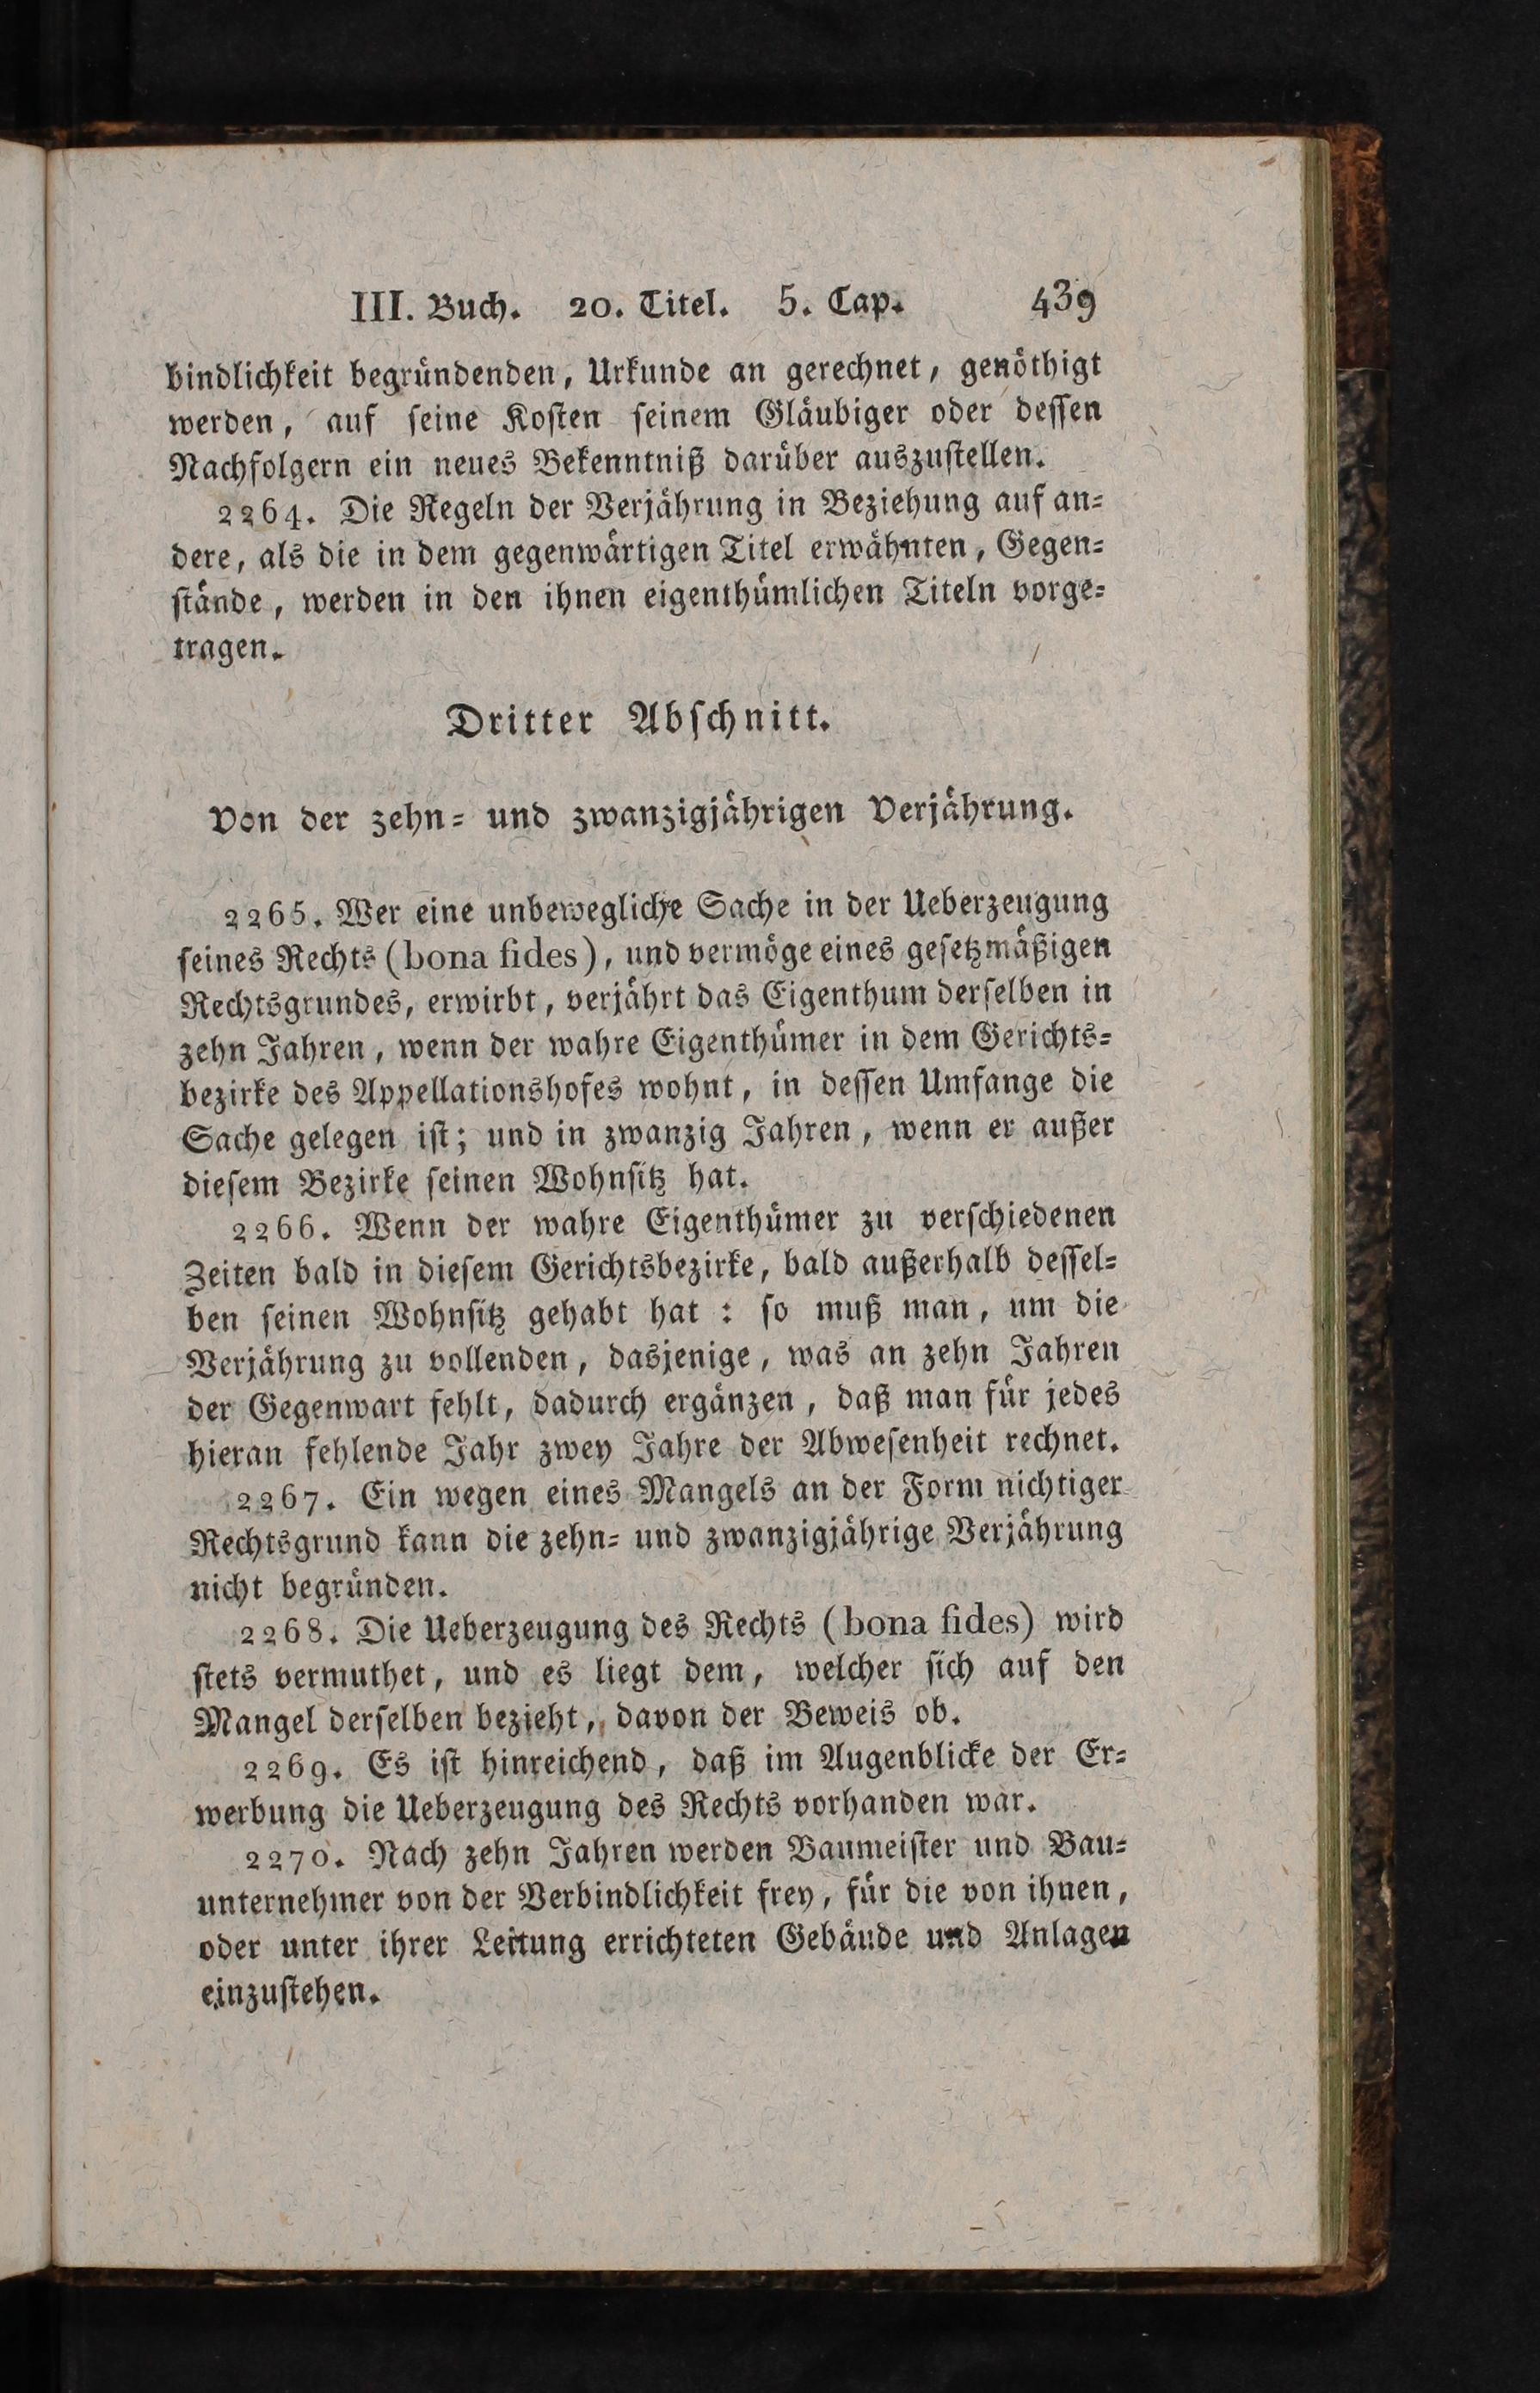 III. Buch. 20. Titel. 5. Cap. 439
bindlichkeit begründenden, Urkunde an gerechnet, genöthigt
werden, auf ſeine Koſten ſeinem Gläubiger oder deſſen
Nachfolgern ein neues Bekenntniß darüber auszuſtellen.
2264. Die Regeln der Verjährung in Beziehung auf an-
dere, als die in dem gegenwärtigen Titel erwähnten, Gegen-
ſtände, werden in den ihnen eigenthümlichen Titeln vorge-
tragen.
Dritter Abſchnitt.
Von der zehn- und zwanzigjährigen Verjährung.
2265. Wer eine unbewegliche Sache in der Ueberzeugung
ſeines Rechts (bona fides), und vermöge eines geſetzmäßigen
Rechtsgrundes, erwirbt, verjährt das Eigenthum derſelben in
zehn Jahren, wenn der wahre Eigenthümer in dem Gerichts-
bezirke des Appellationshofes wohnt, in deſſen Umfange die
Sache gelegen iſt; und in zwanzig Jahren, wenn er außer
dieſem Bezirke ſeinen Wohnſitz hat.
2266. Wenn der wahre Eigenthümer zu verſchiedenen
Zeiten bald in dieſem Gerichtsbezirke, bald außerhalb deſſel-
ben ſeinen Wohnſitz gehabt hat : ſo muß man, um die
Verjährung zu vollenden, dasjenige, was an zehn Jahren
der Gegenwart fehlt, dadurch ergänzen, daß man für jedes
hieran fehlende Jahr zwey Jahre der Abweſenheit rechnet.
2267. Ein wegen eines Mangels an der Form nichtiger
Rechtsgrund kann die zehn- und zwanzigjährige Verjährung
nicht begründen.
2268. Die Ueberzeugung des Rechts (bona fides) wird
ſtets vermuthet, und es liegt dem, welcher ſich auf den
Mangel derſelben bezieht, davon der Beweis ob.
2269. Es iſt hinreichend, daß im Augenblicke der Er-
werbung die Ueberzeugung des Rechts vorhanden war.
2270. Nach zehn Jahren werden Baumeiſter und Bau-
unternehmer von der Verbindlichkeit frey, für die von ihnen,
oder unter ihrer Leitung errichteten Gebäude und Anlagen
einzuſtehen.